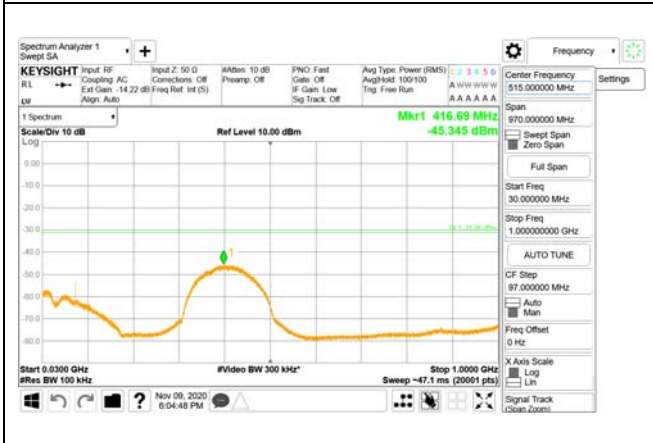 Spectrum Analyzer 1
Swept SA
+
Frequency
KEYSIGHT
Input: RF
Coupling: AC
Ext Gain: -14.22 dB
Align: Auto
Input Z: 50 Ω
Corrections: Off
Freq Ref: Int (S)
#Atten: 10 dB
Preamp: Off
PNO: Fast
Gate: Off
IF Gain: Low
Sig Track: Off
Avg Type: Power (RMS)
Avg|Hold: 100/100
Trig: Free Run
1 2 3 4 5 6
A W W W W W
A A A A A A
RL
1 Spectrum
Scale/Div 10 dB
Log
Ref Level 10.00 dBm
Mkr1 416.69 MHz
-45.345 dBm
0.00
-10.0
-20.0
-30.0
-40.0
-50.0
-60.0
-70.0
-80.0
1
Start 0.0300 GHz
#Res BW 100 kHz
#Video BW 300 kHz*
Stop 1.0000 GHz
Sweep ~47.1 ms (20001 pts)
? Nov 09, 2020
6:04:48 PM
Center Frequency
515.000000 MHz
Settings
Span
970.000000 MHz
Swept Span
Zero Span
Full Span
Start Freq
30.000000 MHz
Stop Freq
1.000000000 GHz
AUTO TUNE
CF Step
97.000000 MHz
Auto
Man
Freq Offset
0 Hz
X Axis Scale
Log
Lin
Signal Track
(Span Zoom)